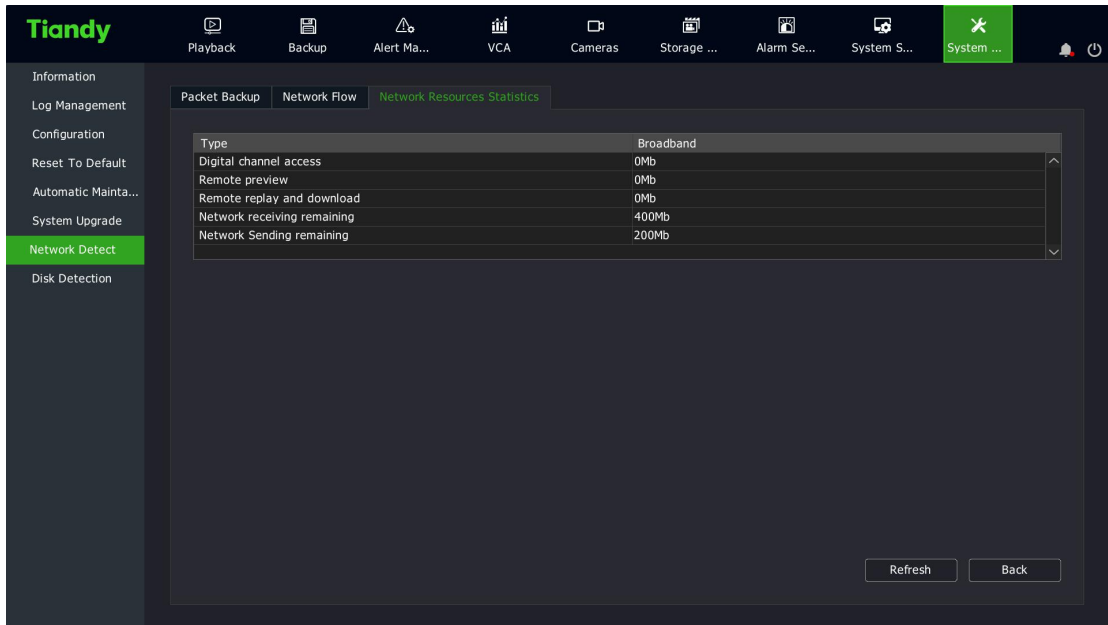 Tiandy
Playback Backup Alert Ma... VCA Cameras Storage ... Alarm Se... System S... System ...
Information
Log Management
Configuration
Reset To Default
Automatic Mainta...
System Upgrade
Network Detect
Disk Detection
Packet Backup Network Flow Network Resources Statistics
Type Broadband
Digital channel access 0Mb
Remote preview 0Mb
Remote replay and download 0Mb
Network receiving remaining 400Mb
Network Sending remaining 200Mb
Refresh Back